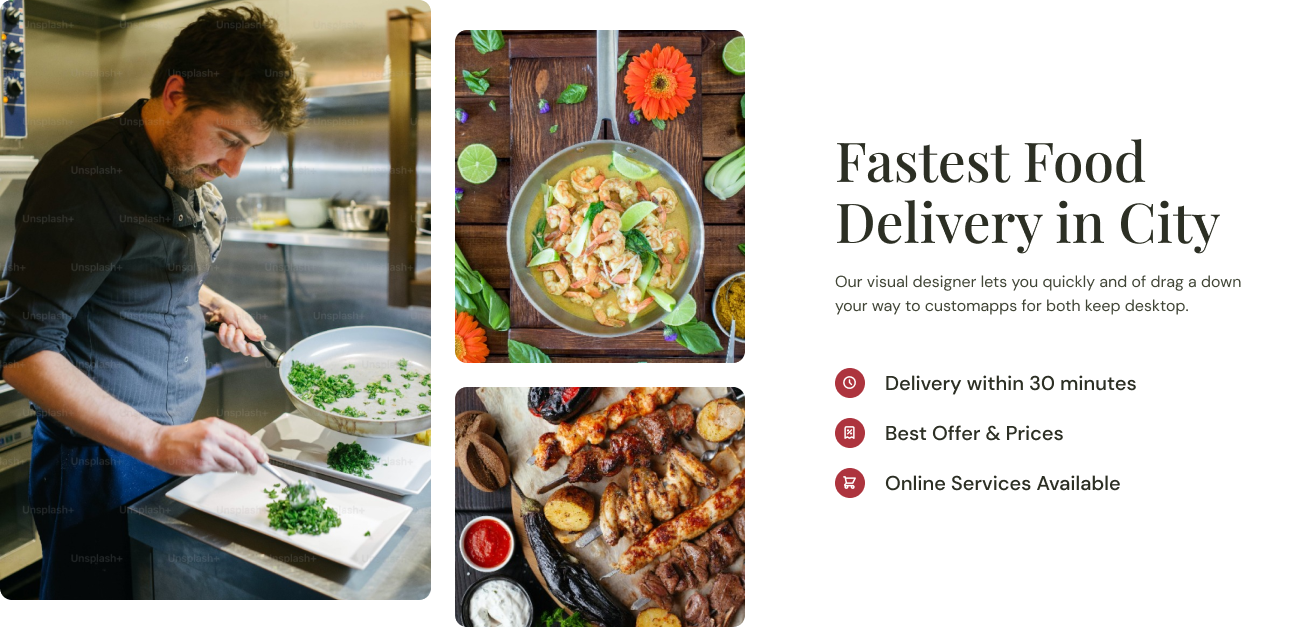 Fastest Food
Delivery in City
Our visual designer lets you quickly and of drag a down
your way to customapps for both keep desktop.
Delivery within 30 minutes
Best Offer & Prices
Online Services Available
Unsplash+